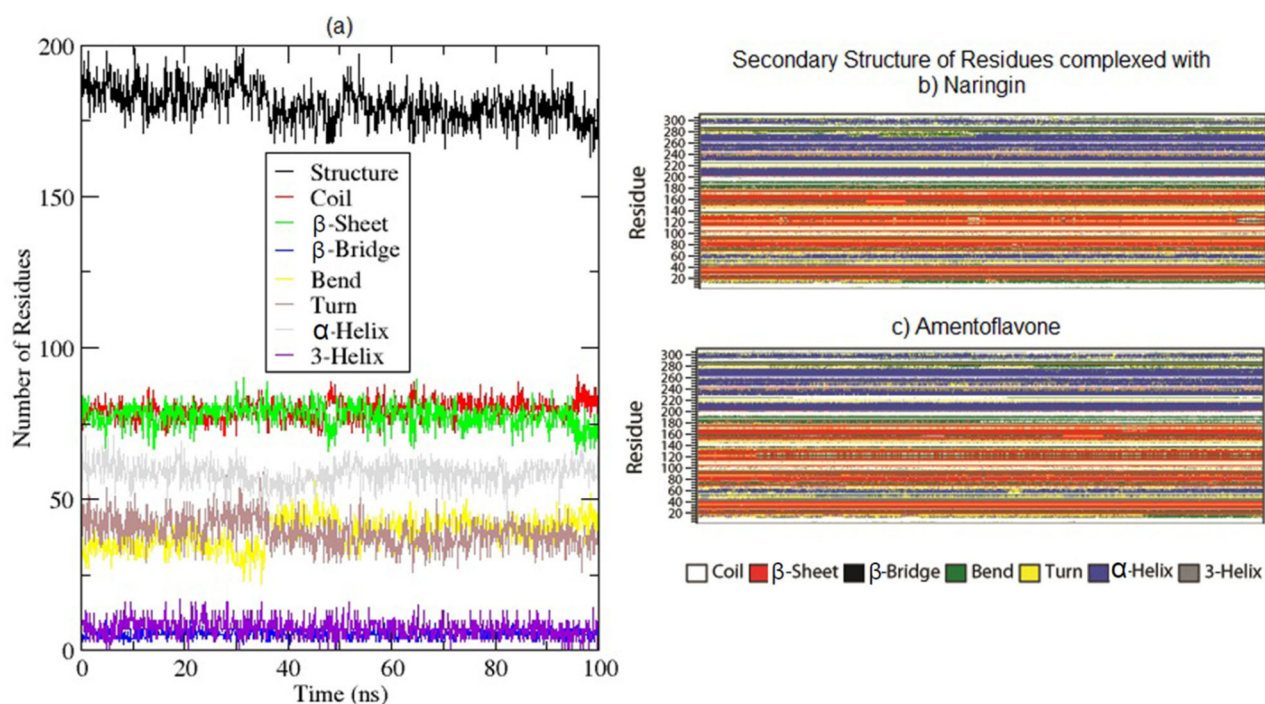 (a)
200
150
100
50
0
Number of Residues
Structure
Coil
β-Sheet
β-Bridge
Bend
Turn
α-Helix
3-Helix
0 20 40 60 80 100
Time (ns)
Secondary Structure of Residues complexed with
b) Naringin
300
280
260
240
220
200
180
160
140
120
100
80
60
40
20
Residue
c) Amentoflavone
300
280
260
240
220
200
180
160
140
120
100
80
60
40
20
Residue
Coil β-Sheet β-Bridge Bend Turn α-Helix 3-Helix